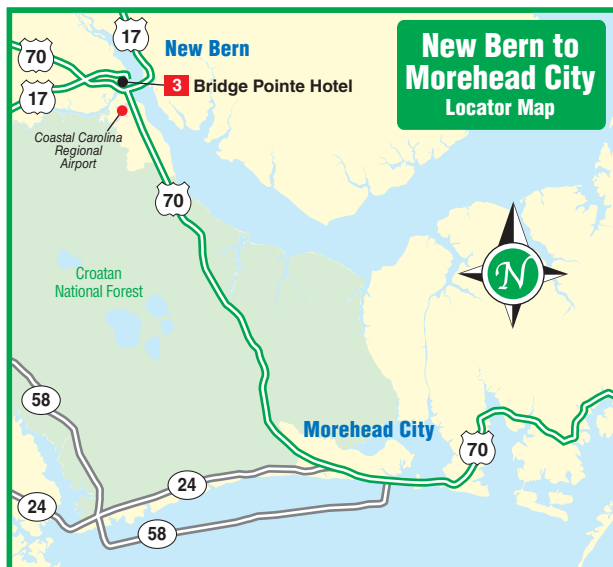 New Bern to
Morehead City
Locator Map
17
New Bern
70
3 Bridge Pointe Hotel
17
Coastal Carolina
Regional
Airport
70
N
Croatan
National Forest
58
Morehead City
70
24
24
58